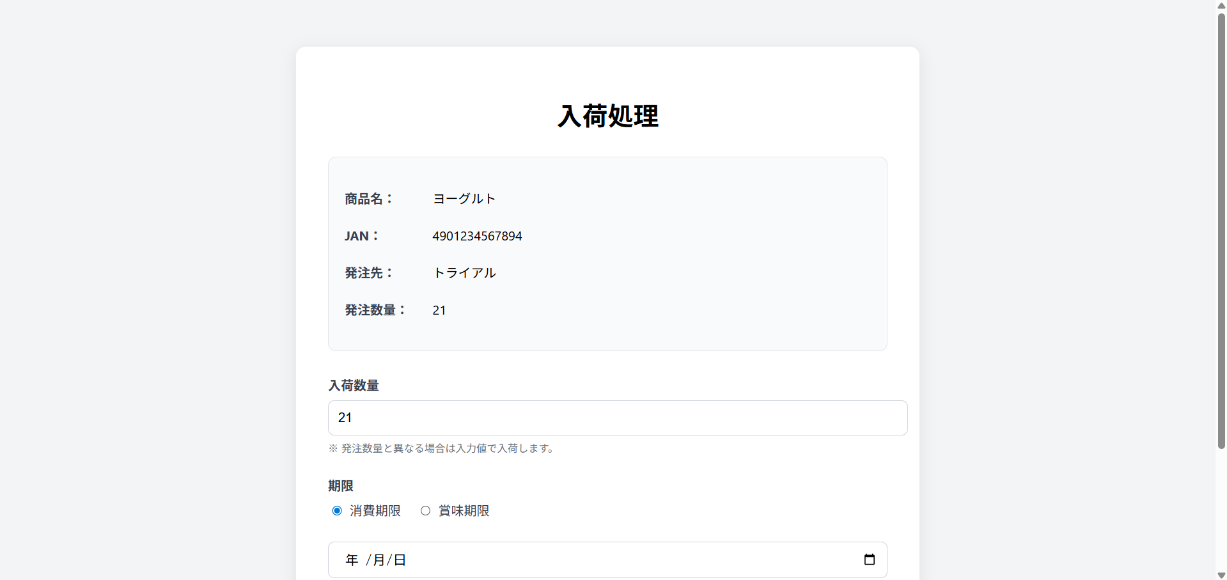 入荷処理
商品名： ヨーグルト
JAN： 4901234567894
発注先： トライアル
発注数量： 21
入荷数量
21
※ 発注数量と異なる場合は入力値で入荷します。
期限
消費期限 賞味期限
年 /月/日